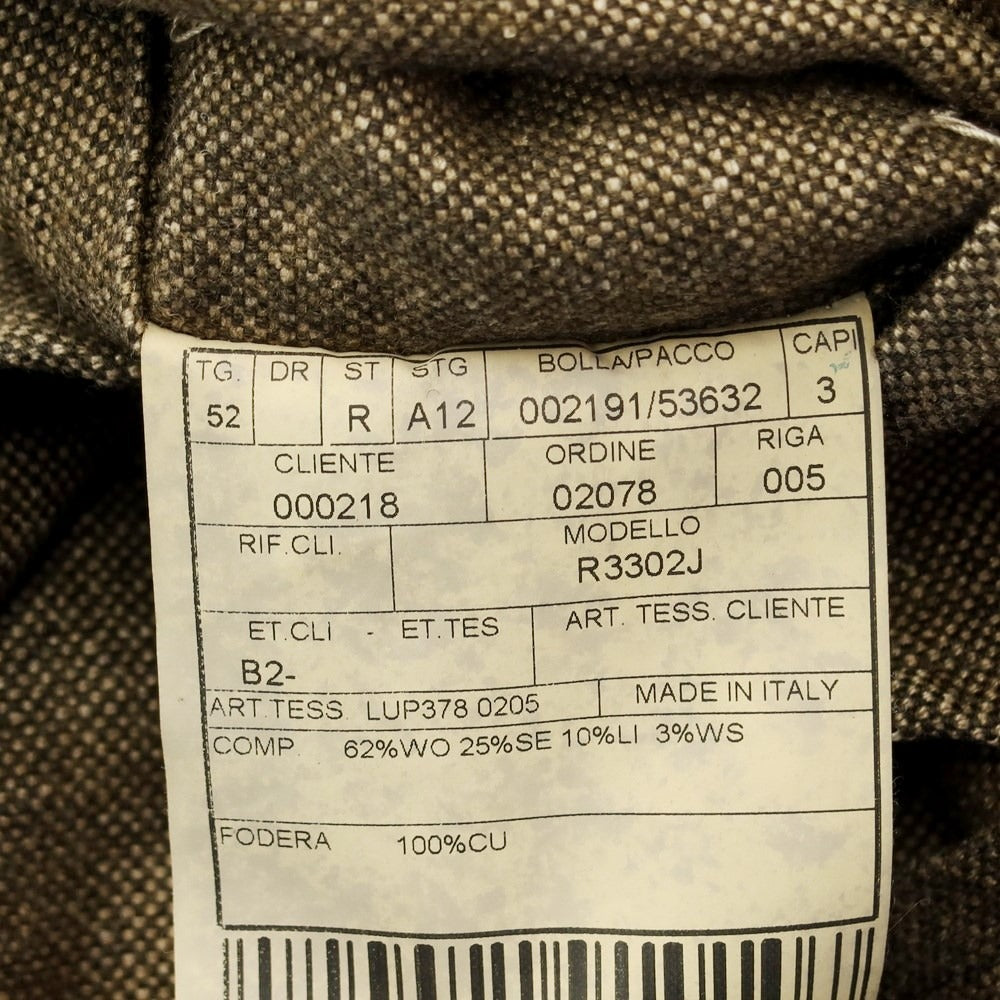 TG. DR ST STG BOLLA/PACCO CAPI
52 R A12 002191/53632 3
CLIENTE ORDINE RIGA
000218 02078 005
RIF.CLI. MODELLO
R3302J
ET.CLI - ET.TES ART. TESS. CLIENTE
B2-
ART.TESS. LUP378 0205 MADE IN ITALY
COMP. 62%WO 25%SE 10%LI 3%WS
FODERA 100%CU